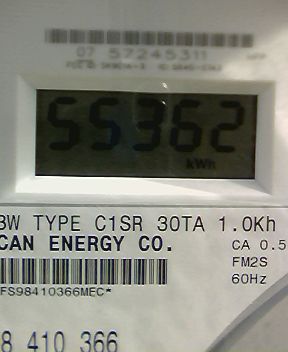 07 57245311
55362
kWh
3W TYPE C1SR 30TA 1.0Kh
CAN ENERGY CO.
CA 0.5
FM2S
60Hz
FS98410366MEC*
8 410 366